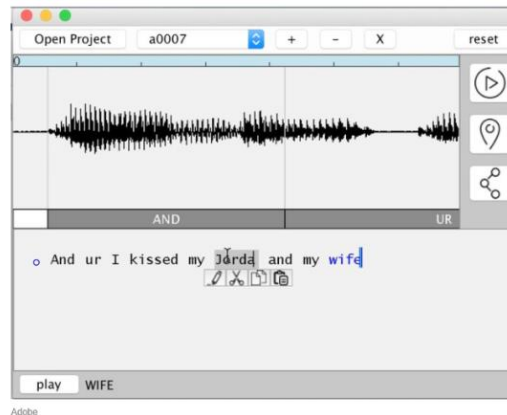 Open Project a0007 + - X reset
0
AND UR
And ur I kissed my Jorda and my wife
play WIFE
Adobe